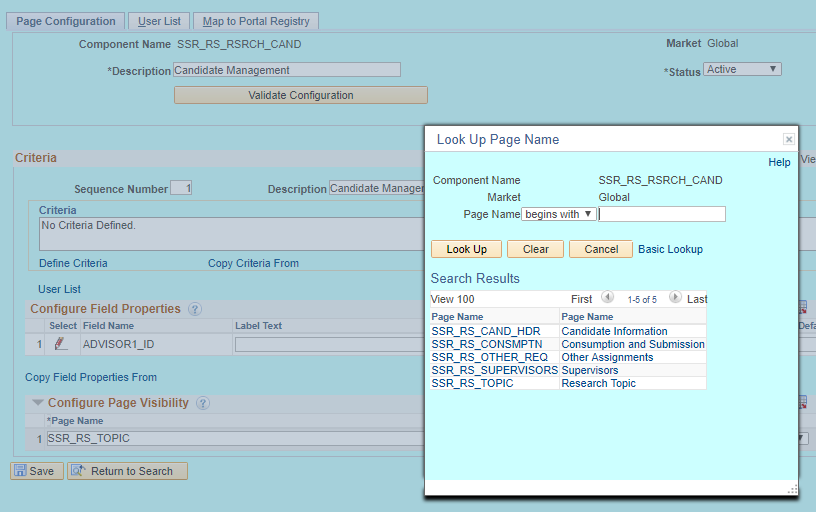 Page Configuration User List Map to Portal Registry
Component Name SSR_RS_RSRCH_CAND Market Global
*Description Candidate Management *Status Active
Validate Configuration
Criteria
Sequence Number 1 Description Candidate Managem
Criteria
No Criteria Defined.
Define Criteria Copy Criteria From
User List
Configure Field Properties
Select Field Name Label Text
1 ADVISOR1_ID
Copy Field Properties From
Configure Page Visibility
*Page Name
1 SSR_RS_TOPIC
Save Return to Search
Look Up Page Name
Help
Component Name SSR_RS_RSRCH_CAND
Market Global
Page Name begins with
Look Up Clear Cancel Basic Lookup
Search Results
View 100 First 1-5 of 5 Last
Page Name Page Name
SSR_RS_CAND_HDR Candidate Information
SSR_RS_CONSMPTN Consumption and Submission
SSR_RS_OTHER_REQ Other Assignments
SSR_RS_SUPERVISORS Supervisors
SSR_RS_TOPIC Research Topic